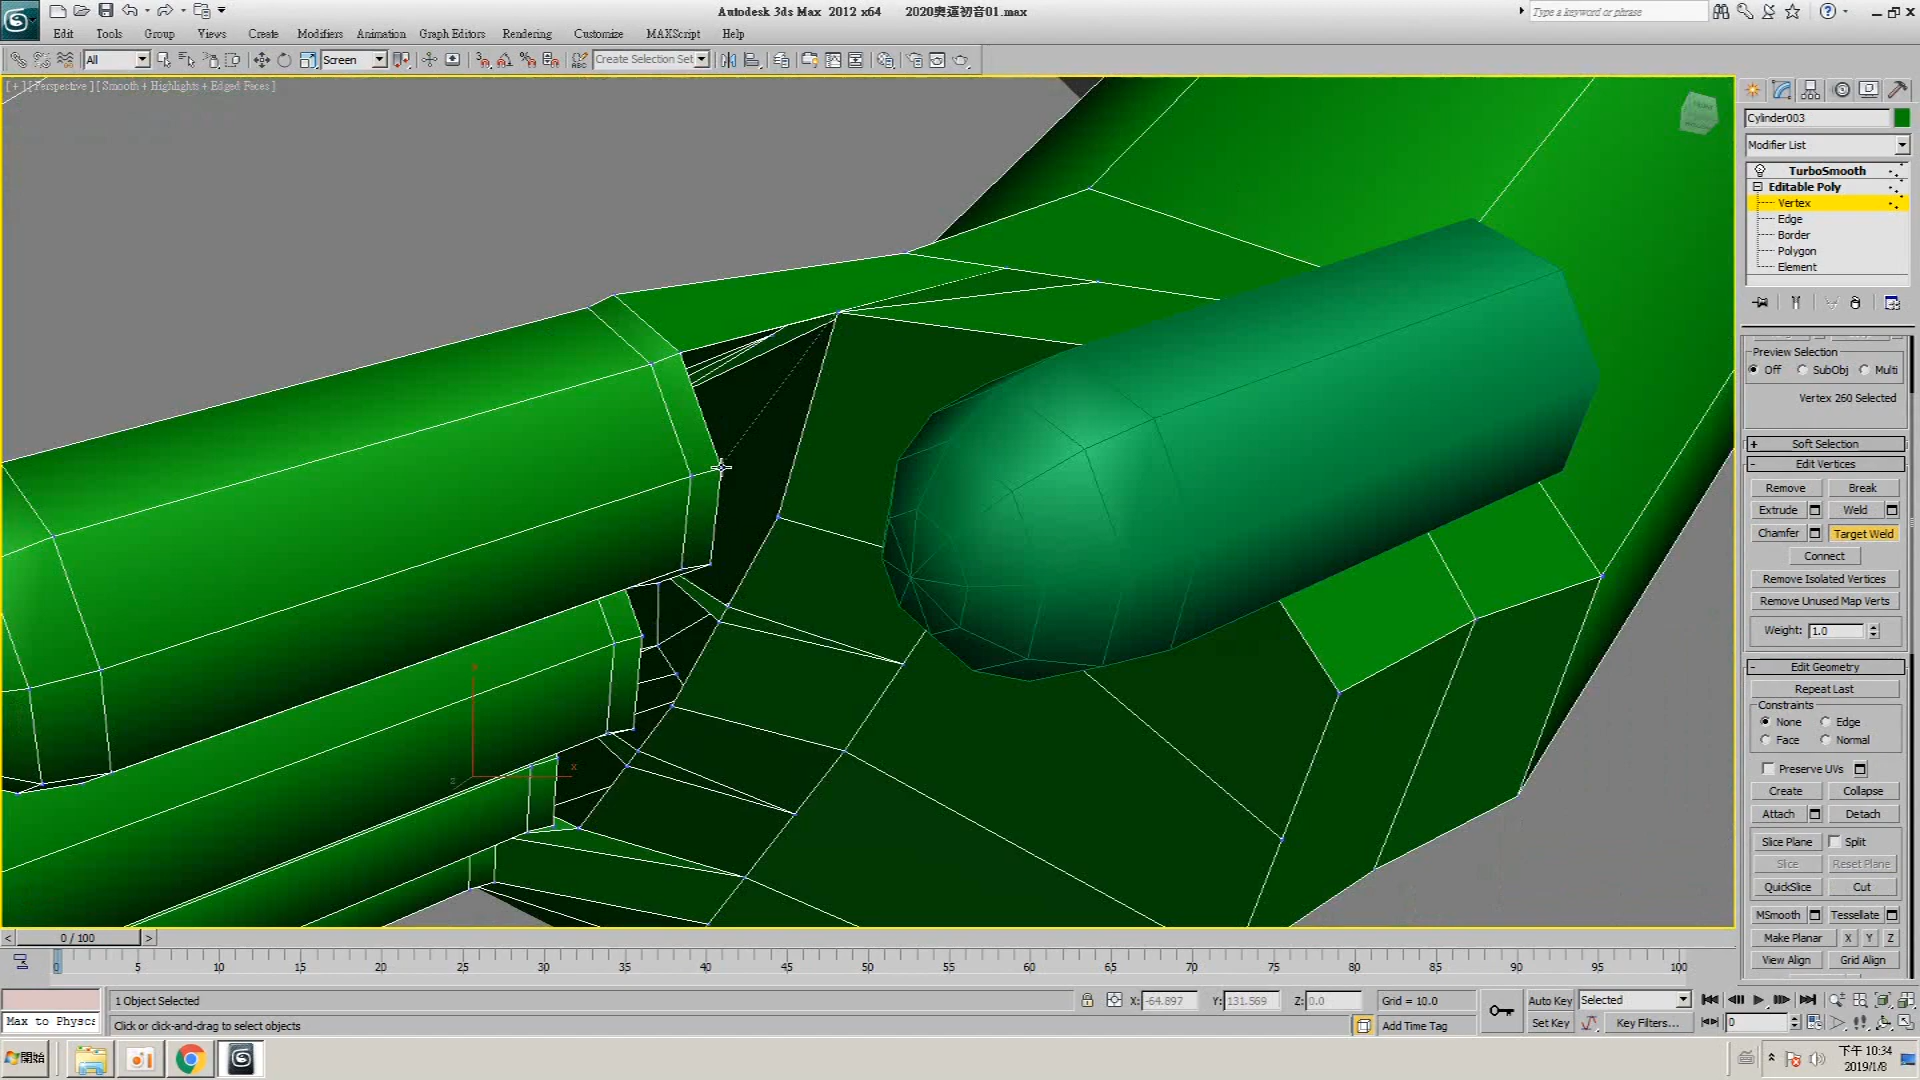 Autodesk 3ds Max 2012 x64 2020奧運初音01.max
Type a keyword or phrase
Edit Tools Group Views Create Modifiers Animation Graph Editors Rendering Customize MAXScript Help
All Screen Create Selection Set
[ + ] [ Perspective ] [ Smooth + Highlights + Edged Faces ]
Cylinder003
Modifier List
TurboSmooth
Editable Poly
Vertex
Edge
Border
Polygon
Element
Preview Selection
Off SubObj Multi
Vertex 260 Selected
+ Soft Selection
- Edit Vertices
Remove Break
Extrude Weld
Chamfer Target Weld
Connect
Remove Isolated Vertices
Remove Unused Map Verts
Weight: 1.0
- Edit Geometry
Repeat Last
Constraints
None Edge
Face Normal
Preserve UVs
Create Collapse
Attach Detach
Slice Plane Split
Slice Reset Plane
QuickSlice Cut
MSmooth Tessellate
Make Planar X Y Z
View Align Grid Align
x
< 0 / 100 >
0 5 10 15 20 25 30 35 40 45 50 55 60 65 70 75 80 85 90 95 100
1 Object Selected X: -64.897 Y: 131.569 Z: 0.0 Grid = 10.0 Auto Key Selected
Max to Physc Click or click-and-drag to select objects Add Time Tag Set Key Key Filters... 0
開始
下午 10:34
2019/1/8